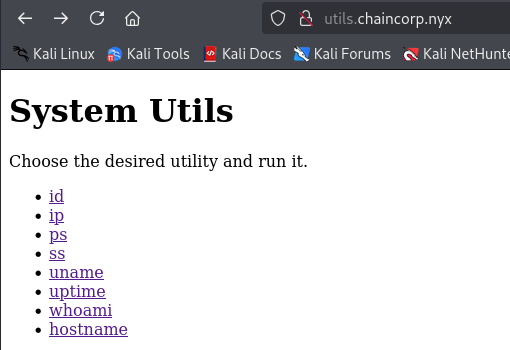 utils.chaincorp.nyx
Kali Linux Kali Tools Kali Docs Kali Forums Kali NetHunte
System Utils
Choose the desired utility and run it.
id
ip
ps
ss
uname
uptime
whoami
hostname